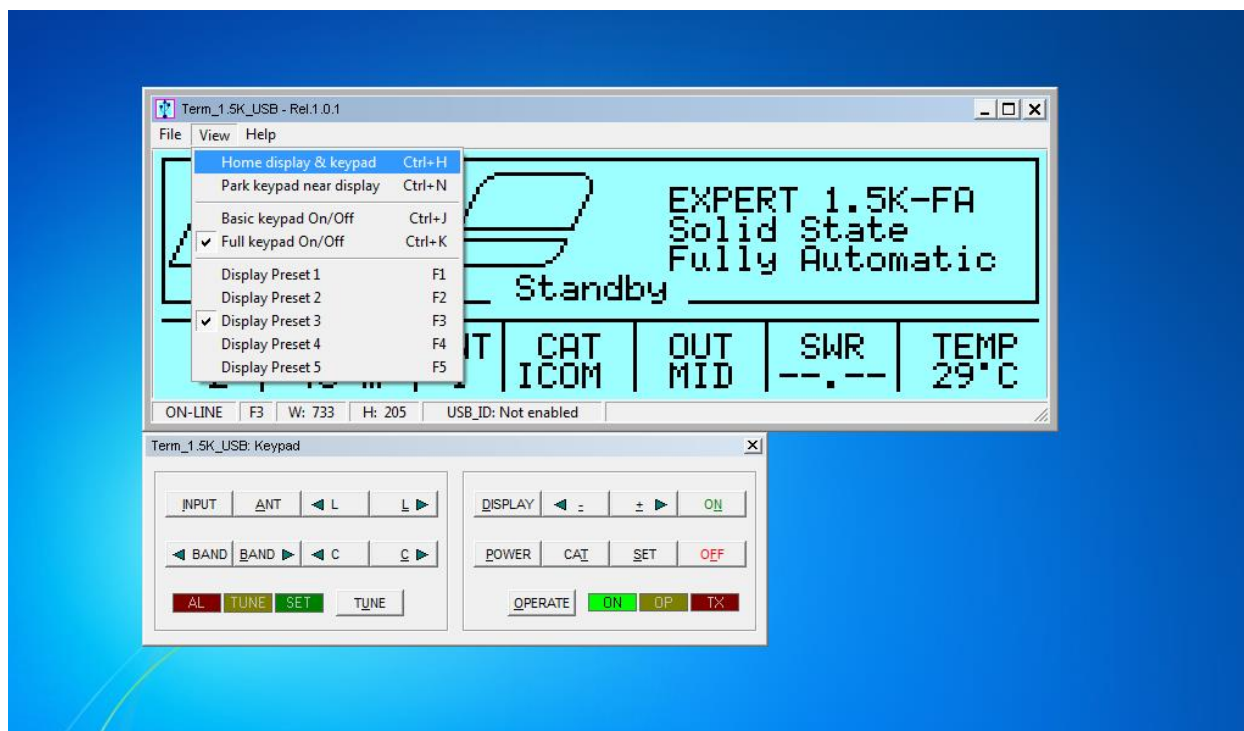 Term_1.5K_USB - Rel.1.0.1
File View Help
Home display & keypad Ctrl+H
Park keypad near display Ctrl+N
Basic keypad On/Off Ctrl+J
Full keypad On/Off Ctrl+K
Display Preset 1 F1
Display Preset 2 F2
Display Preset 3 F3
Display Preset 4 F4
Display Preset 5 F5
EXPERT 1.5K-FA
Solid State
Fully Automatic
Standby
CAT OUT SWR TEMP
ICOM MID --.-- 29°C
ON-LINE F3 W: 733 H: 205 USB_ID: Not enabled
Term_1.5K_USB: Keypad
INPUT ANT ◄ L L ► DISPLAY ◄ - + ► ON
◄ BAND BAND ► ◄ C C ► POWER CAT SET OFF
AL TUNE SET TUNE OPERATE ON OP TX